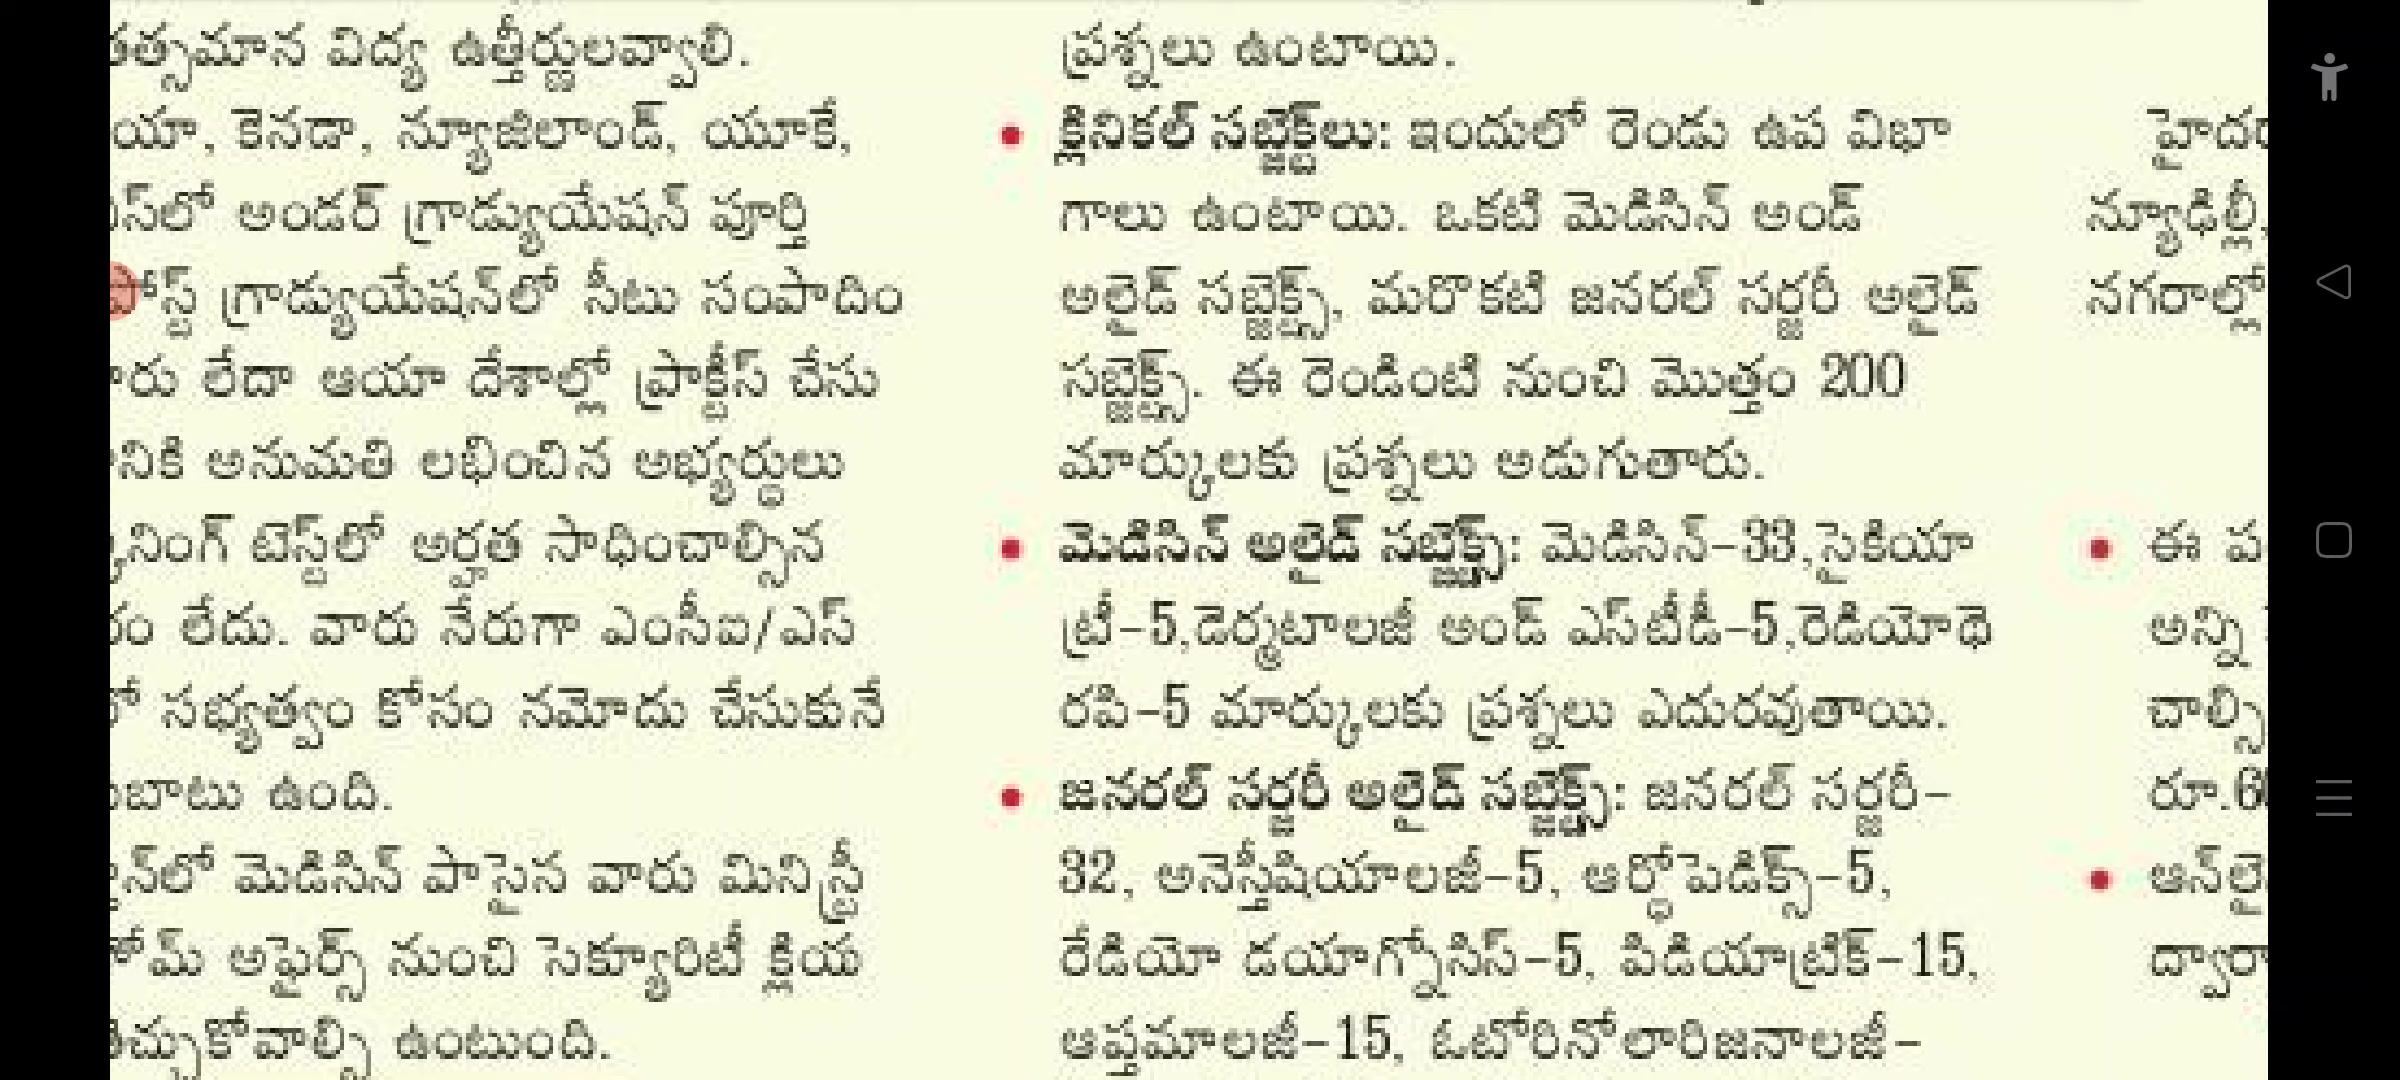 తత్సమాన విద్య ఉత్తీర్ణులవ్వాలి.
యా, కెనడా, న్యూజిలాండ్, యూకే,
అండర్ గ్రాడ్యుయేషన్ పూర్తి
పోస్ట్ గ్రాడ్యుయేషన్‌లో సీటు సంపాదిం
లేదా ఆయా దేశాల్లో ప్రాక్టీస్ చేసు
అనుమతి లభించిన అభ్యర్థులు
టెస్ట్‌లో అర్హత సాధించాల్సిన
లేదు. వారు నేరుగా ఎంసీఐ/ఎస్
సభ్యత్వం కోసం నమోదు చేసుకునే
ఉంది.
మెడిసిన్ పాసైన వారు మినిస్ట్రీ
అఫైర్స్ నుంచి సెక్యూరిటీ క్లియ
ఉంటుంది.
ప్రశ్నలు ఉంటాయి.
• క్లినికల్ సబ్జెక్ట్‌లు: ఇందులో రెండు ఉప విభా
గాలు ఉంటాయి. ఒకటి మెడిసిన్ అండ్
అలైడ్ సబ్జెక్ట్స్, మరొకటి జనరల్ సర్జరీ అలైడ్
సబ్జెక్ట్స్. ఈ రెండింటి నుంచి మొత్తం 200
మార్కులకు ప్రశ్నలు అడుగుతారు.
• మెడిసిన్ అలైడ్ సబ్జెక్ట్స్: మెడిసిన్-33,సైకియా
ట్రీ-5,డెర్మటాలజీ అండ్ ఎస్‌టీడీ-5,రెడియోథె
రపి-5 మార్కులకు ప్రశ్నలు ఎదురవుతాయి.
• జనరల్ సర్జరీ అలైడ్ సబ్జెక్ట్స్: జనరల్ సర్జరీ-
32, అనెస్తీషియాలజీ-5, ఆర్థోపెడిక్స్-5,
రేడియో డయాగ్నోసిస్-5, పిడియాట్రిక్-15,
ఆప్తమాలజీ-15, ఓటోరినోలారిజనాలజీ-
న్యూఢిల్లీ,
నగరాల్లో
• ఈ
అన్ని